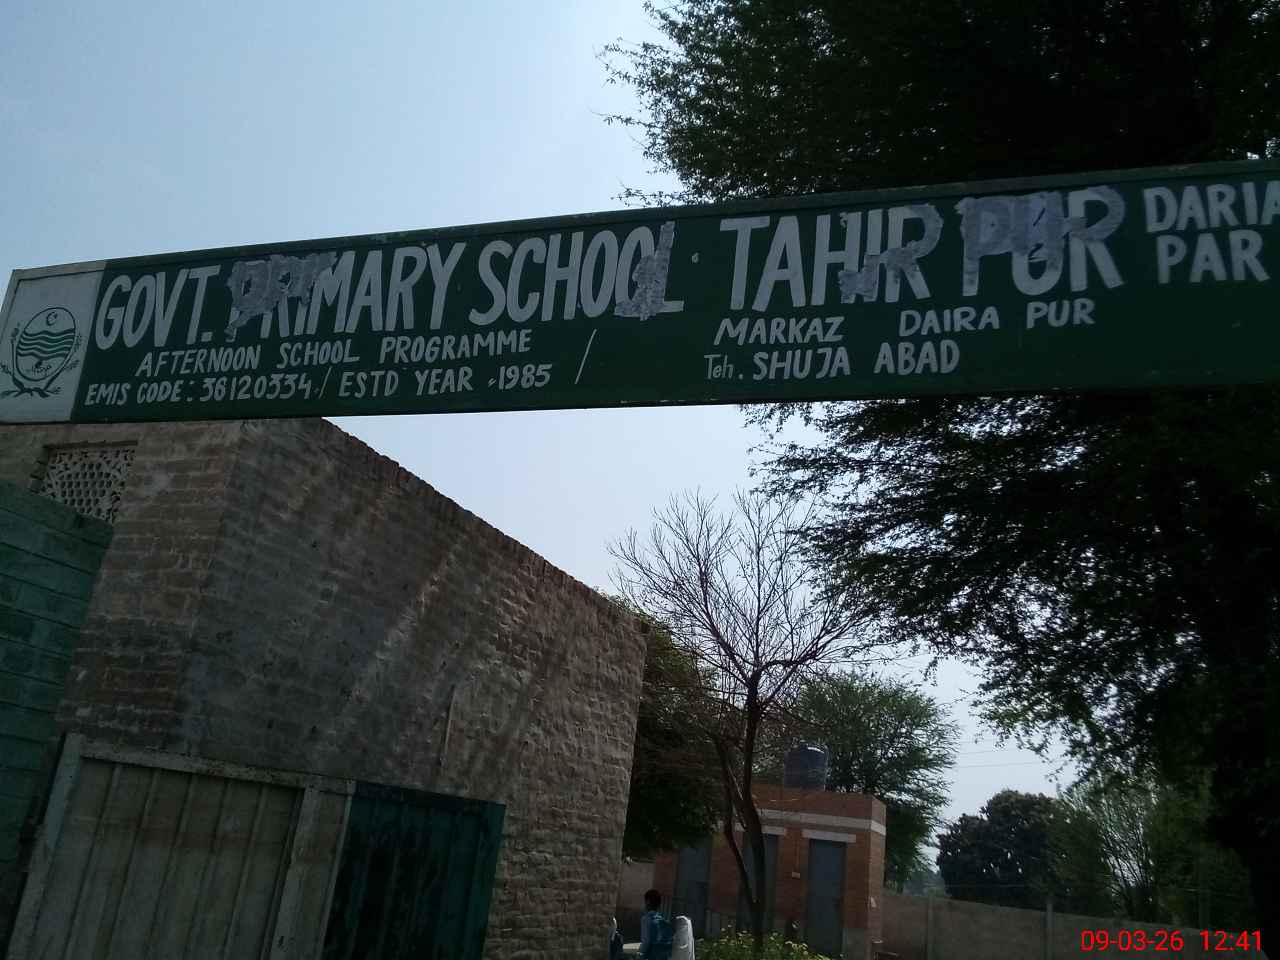 GOVT. PRIMARY SCHOOL TAHIR PUR DARIA PAR
AFTERNOON SCHOOL PROGRAMME / MARKAZ DAIRA PUR
EMIS CODE: 36120334 / ESTD YEAR - 1985 Teh. SHUJA ABAD
09-03-26 12:41